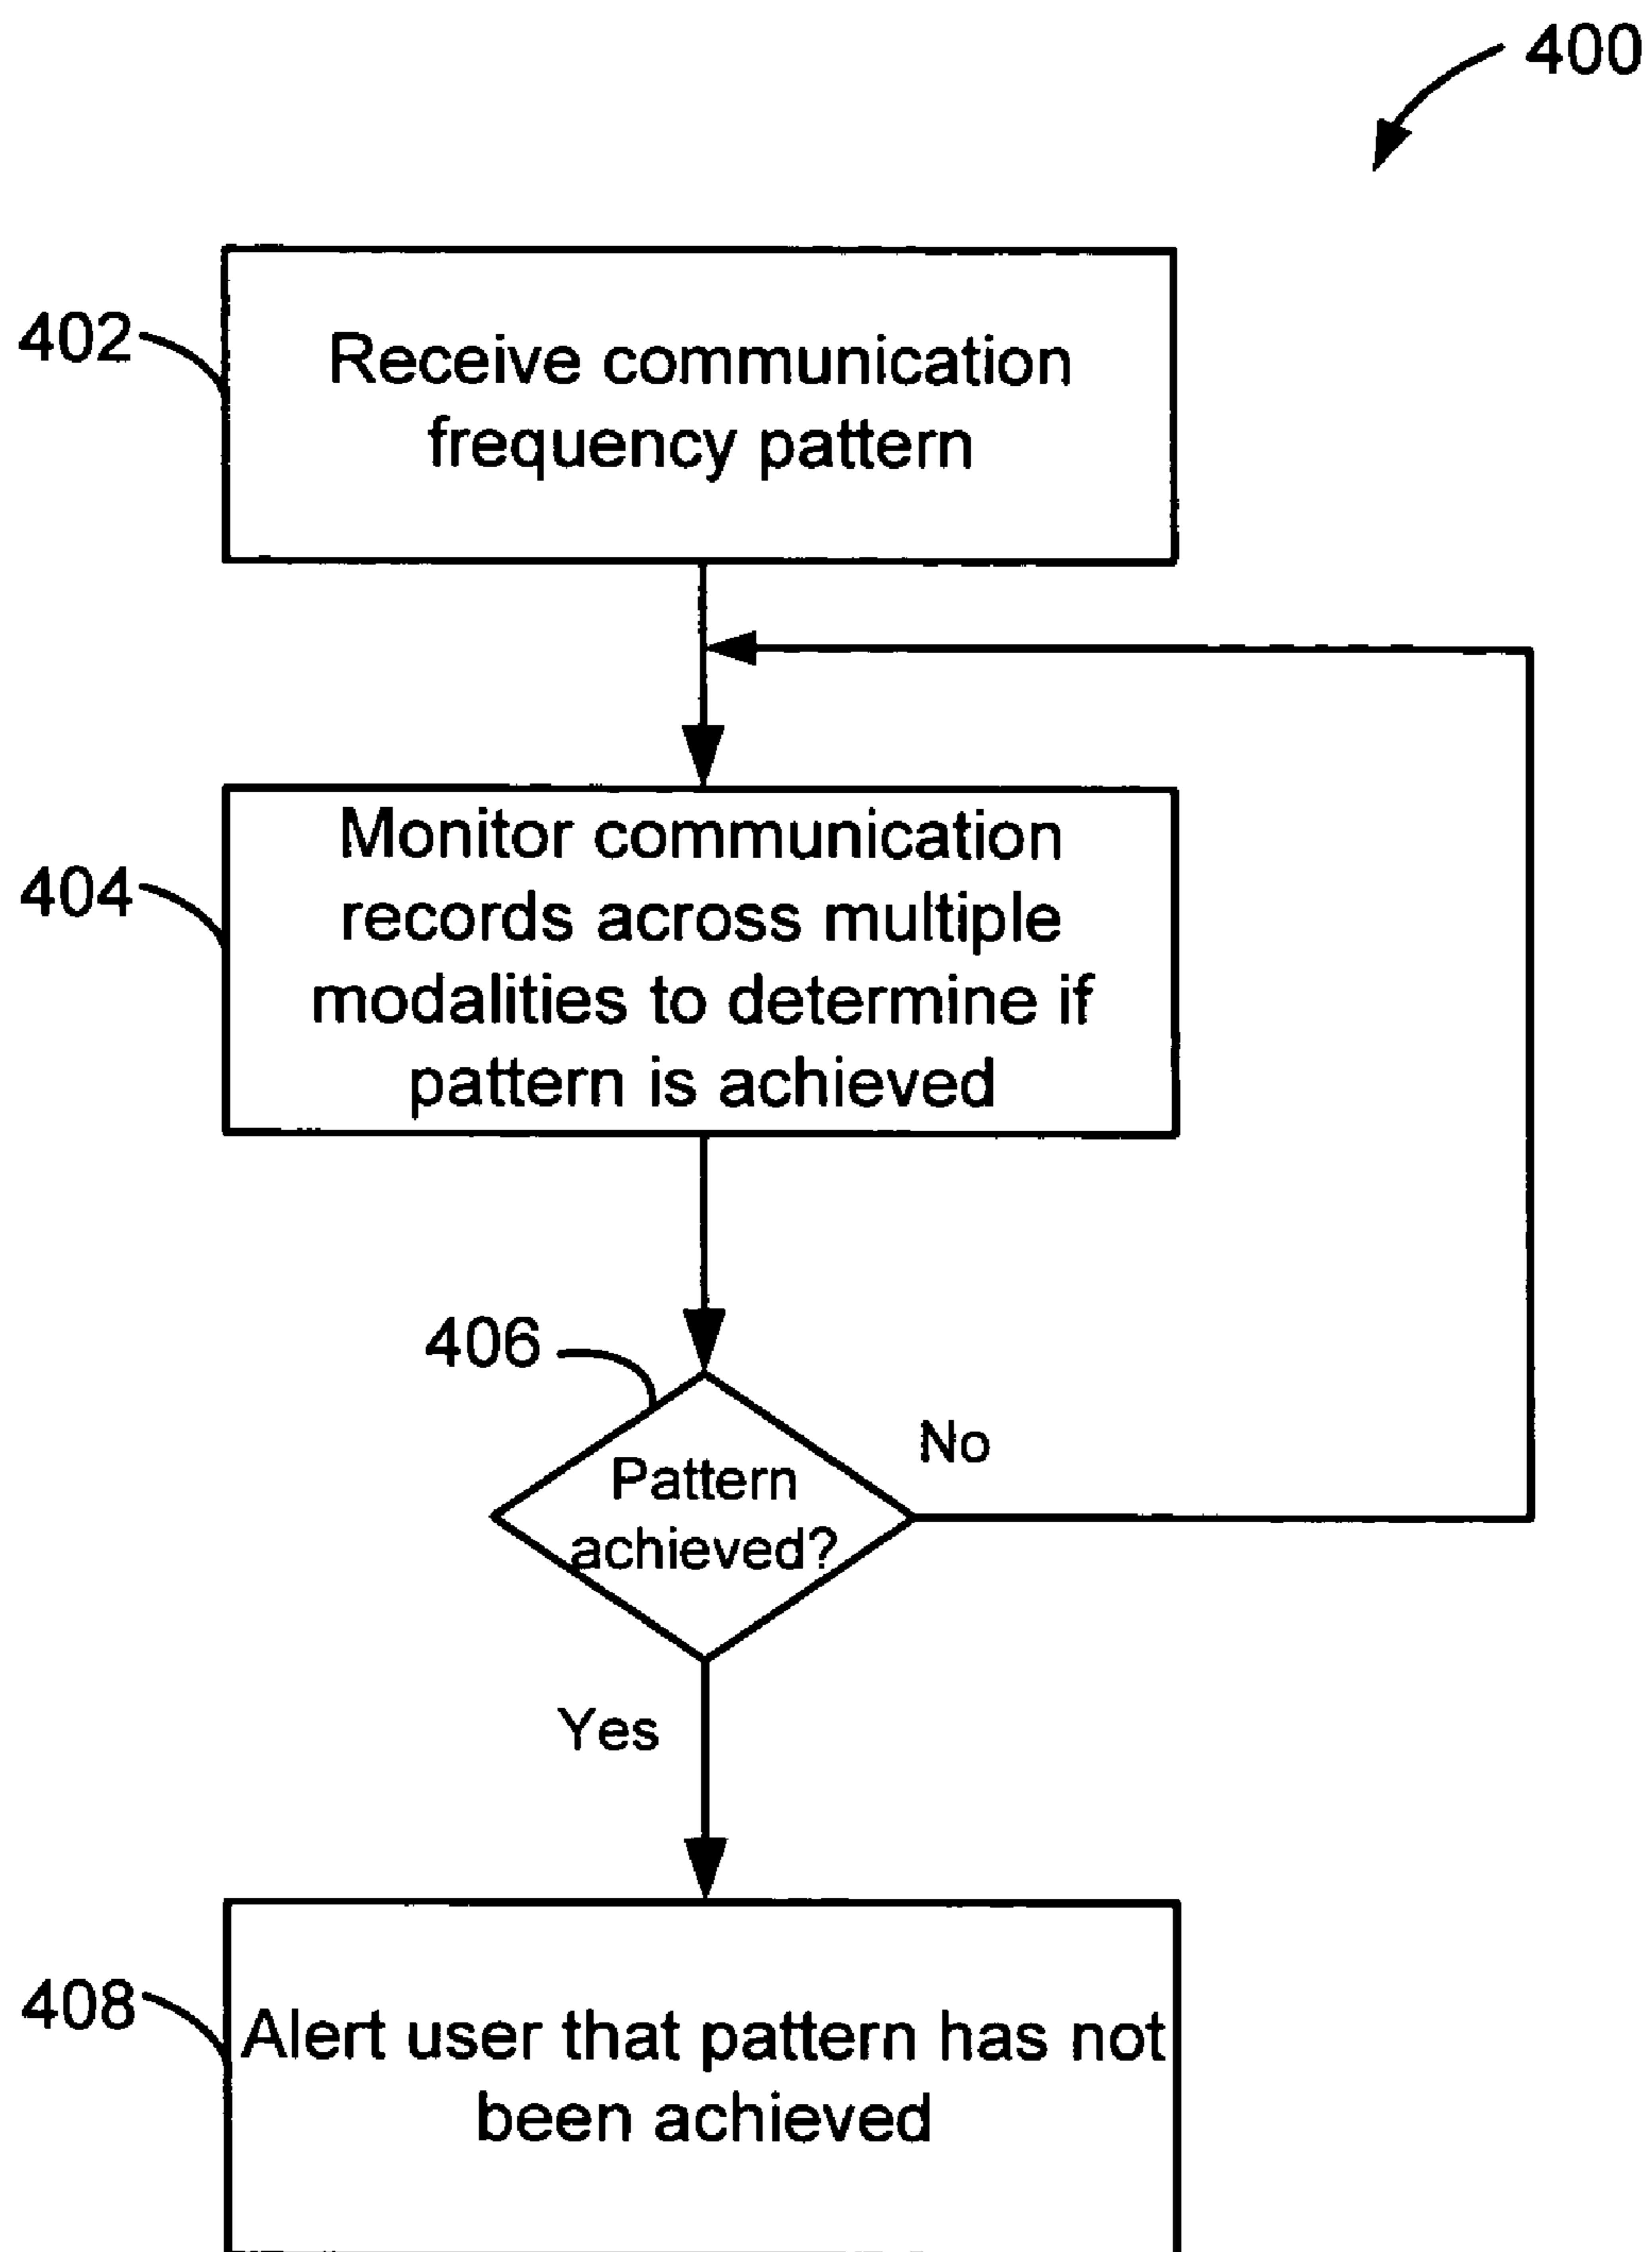 400
402
Receive communication
frequency pattern
404
Monitor communication
records across multiple
modalities to determine if
pattern is achieved
406
Pattern
achieved?
No
Yes
408
Alert user that pattern has not
been achieved